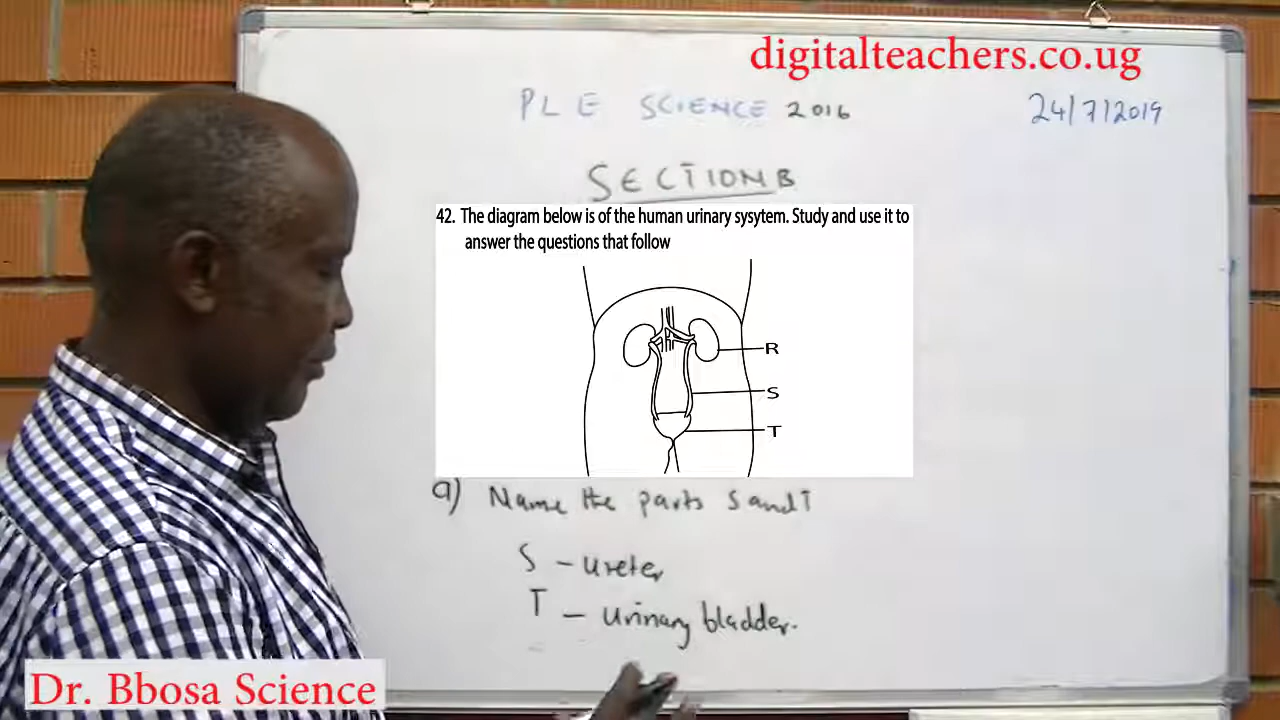 digitalteachers.co.ug
PLE SCIENCE 2016 24/7/2019
SECTION B
42. The diagram below is of the human urinary sysytem. Study and use it to
answer the questions that follow
R
S
T
a) Name the parts S and T
S - Ureter
T - Urinary bladder.
Dr. Bbosa Science